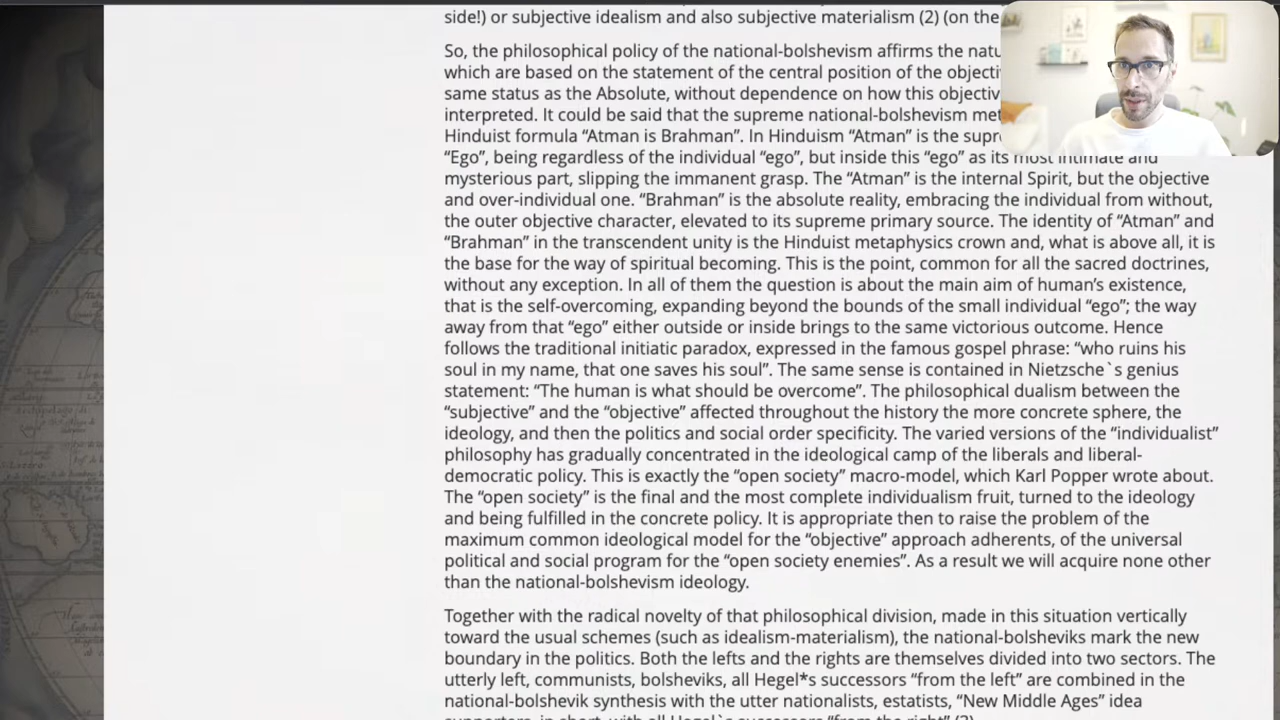 side!) or subjective idealism and also subjective materialism (2) (on the
So, the philosophical policy of the national-bolshevism affirms the natu
which are based on the statement of the central position of the objecti
same status as the Absolute, without dependence on how this objectiv
interpreted. It could be said that the supreme national-bolshevism met
Hinduist formula “Atman is Brahman”. In Hinduism “Atman” is the supr
“Ego”, being regardless of the individual “ego”, but inside this “ego” as its most intimate and
mysterious part, slipping the immanent grasp. The “Atman” is the internal Spirit, but the objective
and over-individual one. “Brahman” is the absolute reality, embracing the individual from without,
the outer objective character, elevated to its supreme primary source. The identity of “Atman” and
“Brahman” in the transcendent unity is the Hinduist metaphysics crown and, what is above all, it is
the base for the way of spiritual becoming. This is the point, common for all the sacred doctrines,
without any exception. In all of them the question is about the main aim of human’s existence,
that is the self-overcoming, expanding beyond the bounds of the small individual “ego”; the way
away from that “ego” either outside or inside brings to the same victorious outcome. Hence
follows the traditional initiatic paradox, expressed in the famous gospel phrase: “who ruins his
soul in my name, that one saves his soul”. The same sense is contained in Nietzsche`s genius
statement: “The human is what should be overcome”. The philosophical dualism between the
“subjective” and the “objective” affected throughout the history the more concrete sphere, the
ideology, and then the politics and social order specificity. The varied versions of the “individualist”
philosophy has gradually concentrated in the ideological camp of the liberals and liberal-
democratic policy. This is exactly the “open society” macro-model, which Karl Popper wrote about.
The “open society” is the final and the most complete individualism fruit, turned to the ideology
and being fulfilled in the concrete policy. It is appropriate then to raise the problem of the
maximum common ideological model for the “objective” approach adherents, of the universal
political and social program for the “open society enemies”. As a result we will acquire none other
than the national-bolshevism ideology.
Together with the radical novelty of that philosophical division, made in this situation vertically
toward the usual schemes (such as idealism-materialism), the national-bolsheviks mark the new
boundary in the politics. Both the lefts and the rights are themselves divided into two sectors. The
utterly left, communists, bolsheviks, all Hegel*s successors “from the left” are combined in the
national-bolshevik synthesis with the utter nationalists, estatists, “New Middle Ages” idea
supporters, in short, with all Hegel`s successors “from the right” (3)